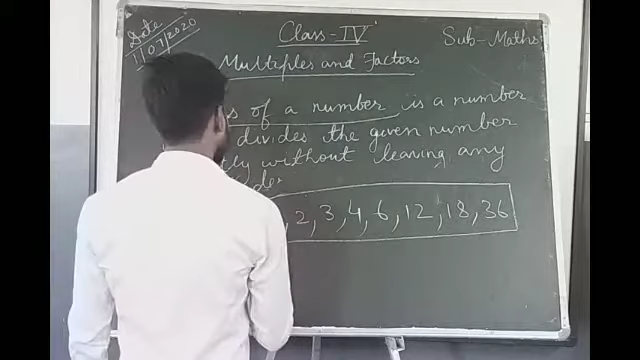 Date
11/07/2020
Class-IV
Sub-Maths
Multiples and Factors
of a number is a number
divides the given number
without leaving any
2, 3, 4, 6, 12, 18, 36